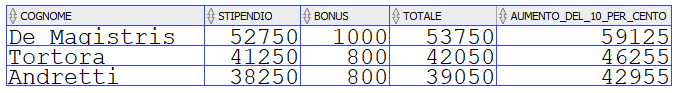 COGNOME STIPENDIO BONUS TOTALE AUMENTO_DEL_10_PER_CENTO
De Magistris 52750 1000 53750 59125
Tortora 41250 800 42050 46255
Andretti 38250 800 39050 42955